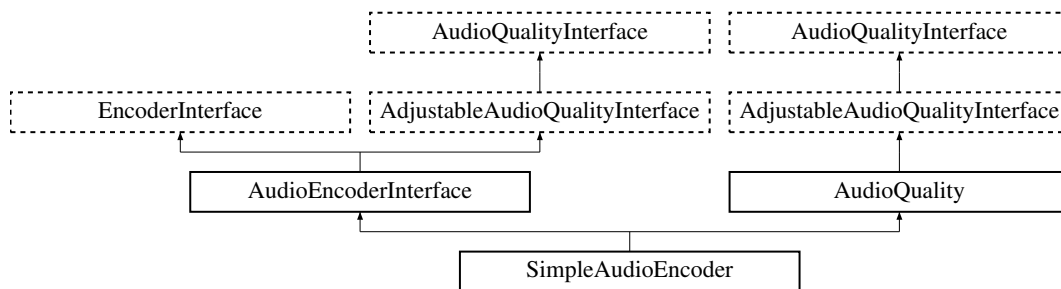 AudioQualityInterface AudioQualityInterface
EncoderInterface AdjustableAudioQualityInterface AdjustableAudioQualityInterface
AudioEncoderInterface AudioQuality
SimpleAudioEncoder